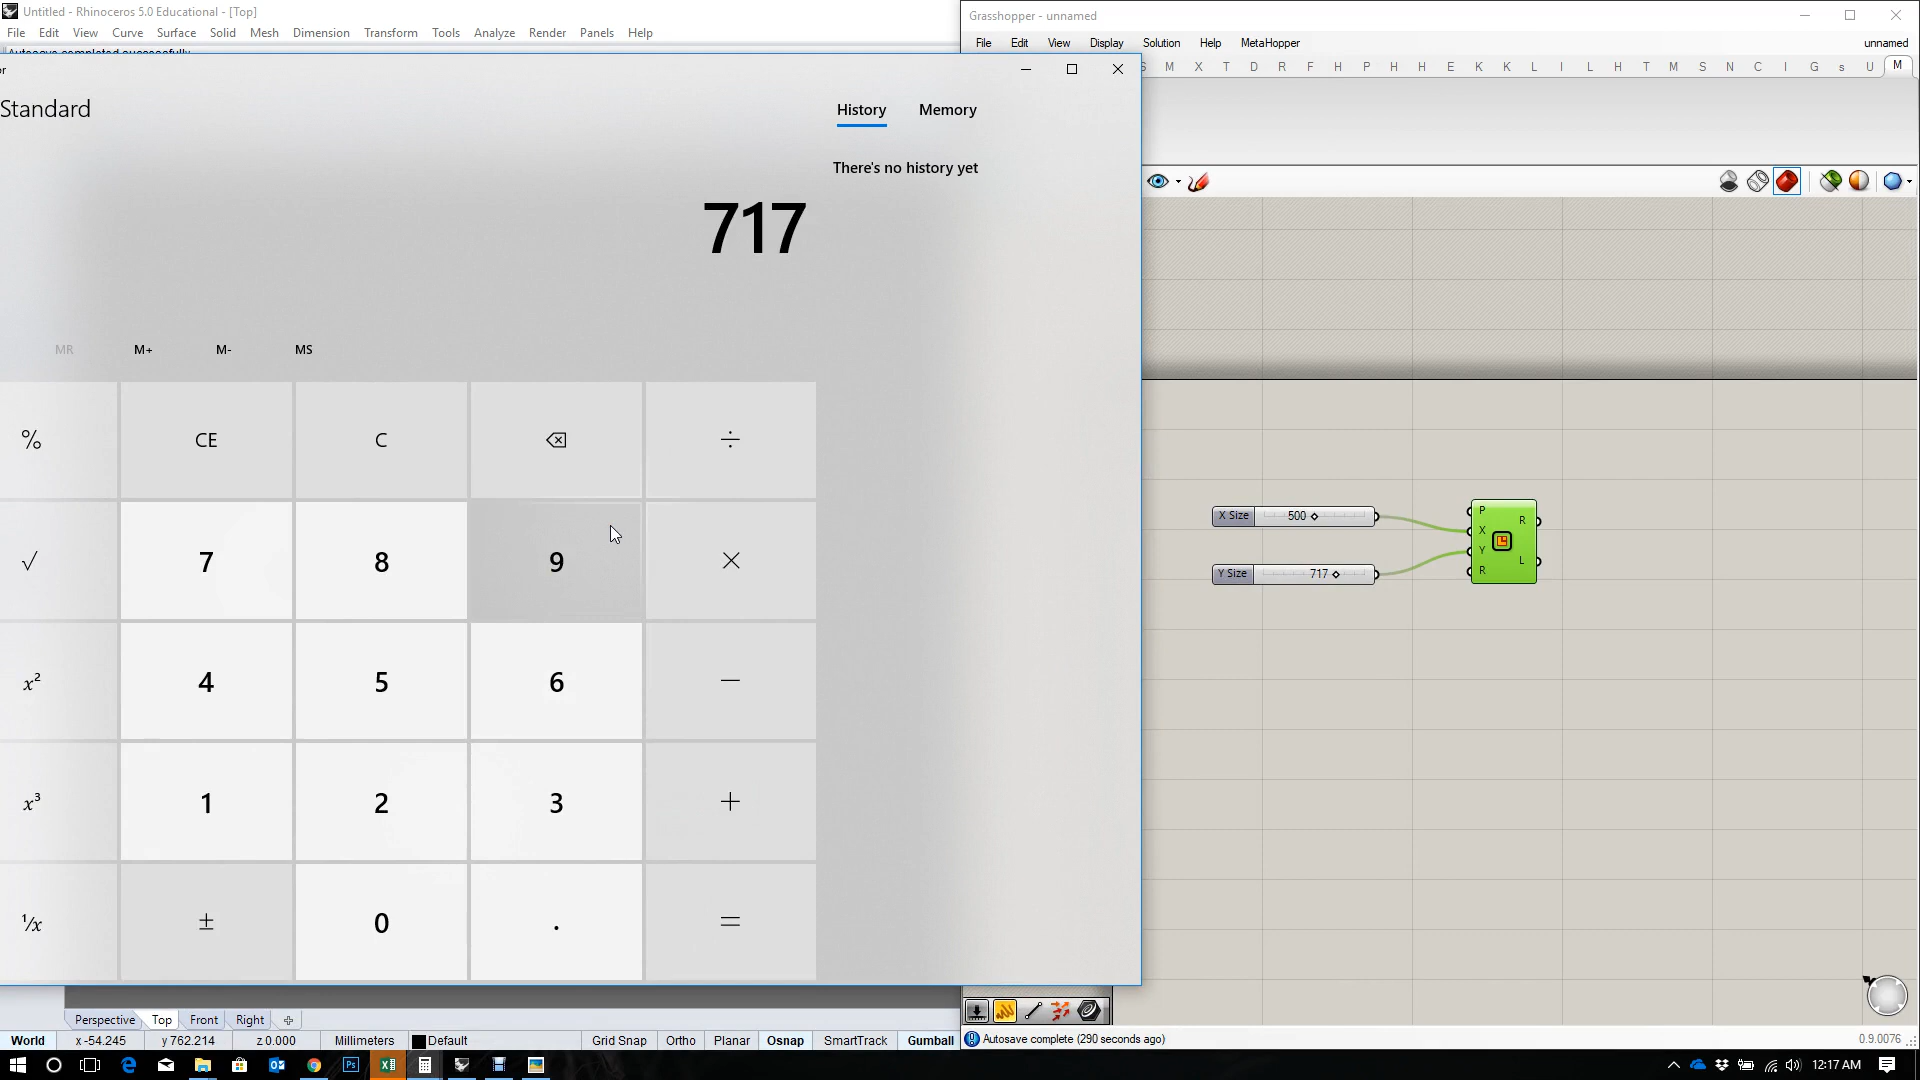 Untitled - Rhinoceros 5.0 Educational - [Top]
File Edit View Curve Surface Solid Mesh Dimension Transform Tools Analyze Render Panels Help
Autosave completed successfully
or
Standard
History Memory
There's no history yet
717
MR M+ M- MS
% CE C ÷
√ 7 8 9 ×
x² 4 5 6 −
x³ 1 2 3 +
¹/x ± 0 . =
Perspective Top Front Right
World x -54.245 y 762.214 z 0.000 Millimeters Default Grid Snap Ortho Planar Osnap SmartTrack Gumball
Grasshopper - unnamed
File Edit View Display Solution Help MetaHopper unnamed
S M X T D R F H P H H E K K L I L H T M S N C I G s U M
X Size 500
Y Size 717
P
X
Y
R
R
L
Autosave complete (290 seconds ago) 0.9.0076
12:17 AM